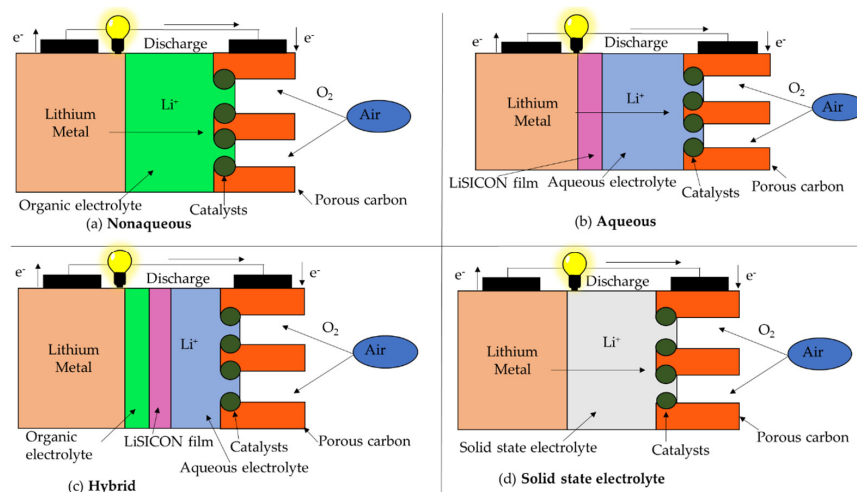 Discharge
e-
e-
O2
Lithium
Metal
Li+
Air
Organic electrolyte
Catalysts
Porous carbon
(a) Nonaqueous
Discharge
e-
e-
O2
Lithium
Metal
Li+
Air
LiSICON film
Aqueous electrolyte
Catalysts
Porous carbon
(b) Aqueous
Discharge
e-
e-
O2
Lithium
Metal
Li+
Air
Organic
electrolyte
LiSICON film
Aqueous electrolyte
Catalysts
Porous carbon
(c) Hybrid
Discharge
e-
e-
O2
Lithium
Metal
Li+
Air
Solid state electrolyte
Catalysts
Porous carbon
(d) Solid state electrolyte